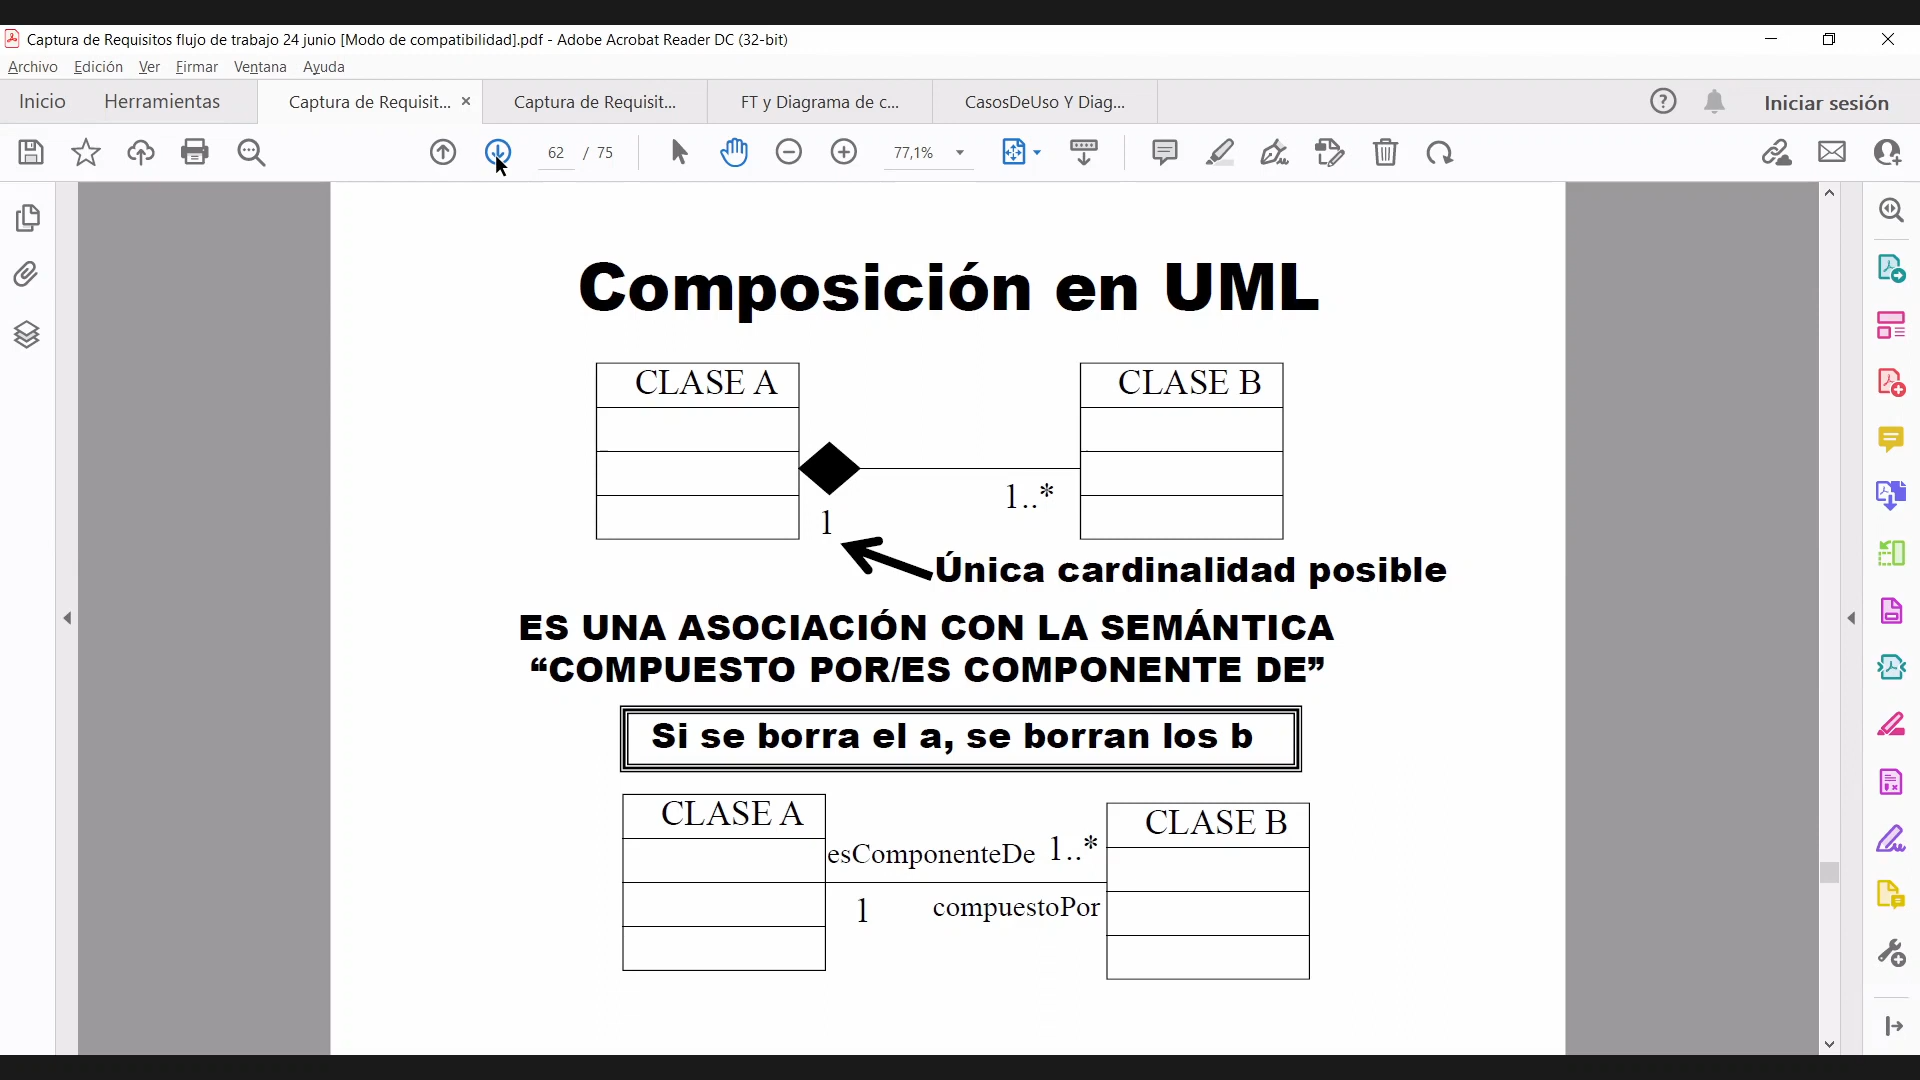 Captura de Requisitos flujo de trabajo 24 junio [Modo de compatibilidad].pdf - Adobe Acrobat Reader DC (32-bit)
Archivo Edición Ver Firmar Ventana Ayuda
Inicio Herramientas Captura de Requisit... × Captura de Requisit... FT y Diagrama de c... CasosDeUso Y Diag... Iniciar sesión
62 / 75 77,1%
Composición en UML
CLASE A CLASE B
1..*
1
Única cardinalidad posible
ES UNA ASOCIACIÓN CON LA SEMÁNTICA
“COMPUESTO POR/ES COMPONENTE DE”
Si se borra el a, se borran los b
CLASE A CLASE B
esComponenteDe 1..*
1 compuestoPor